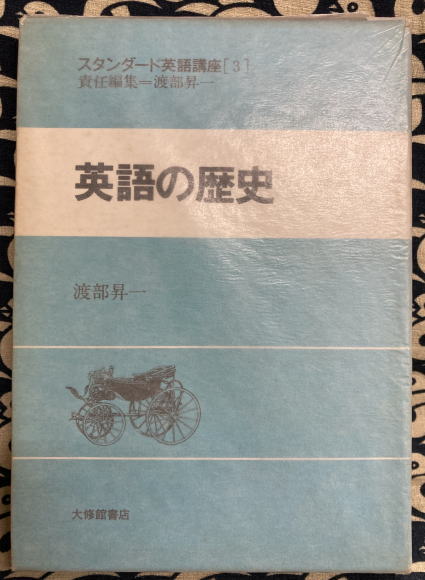 スタンダード英語講座[3]
責任編集=渡部昇一
英語の歴史
渡部昇一
大修館書店